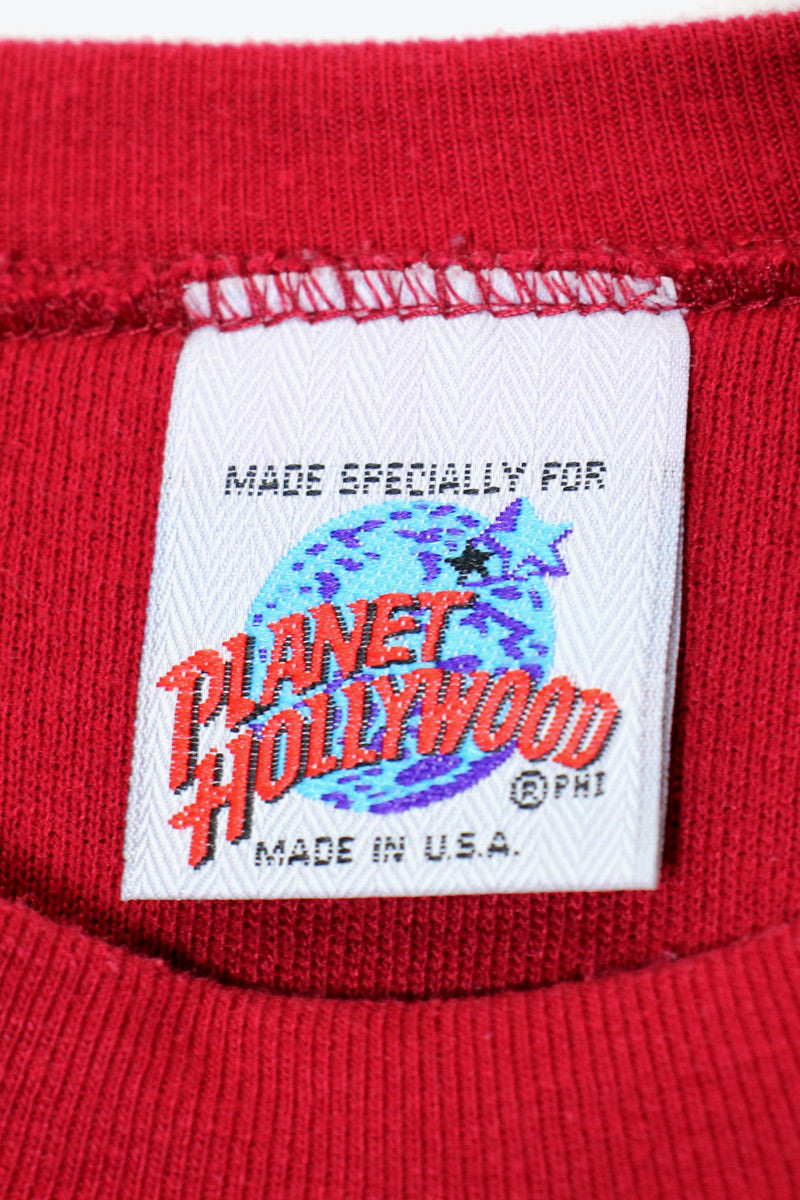 MADE SPECIALLY FOR
PLANET
HOLLYWOOD
® PHI
MADE IN U.S.A.